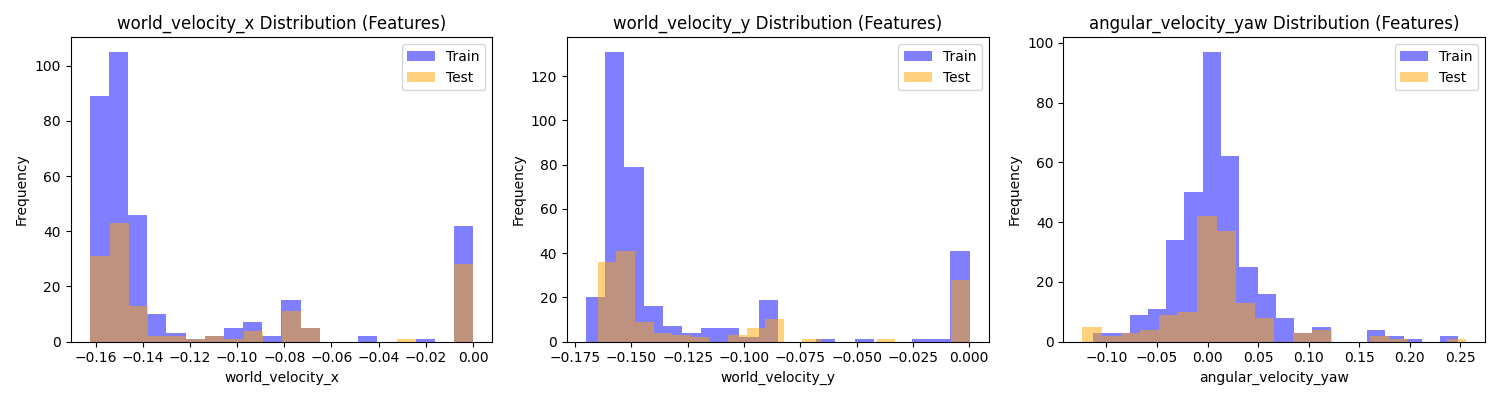 world_velocity_x Distribution (Features)
Frequency
100
80
60
40
20
0
−0.16 −0.14 −0.12 −0.10 −0.08 −0.06 −0.04 −0.02 0.00
world_velocity_x
Train
Test
world_velocity_y Distribution (Features)
Frequency
120
100
80
60
40
20
0
−0.175 −0.150 −0.125 −0.100 −0.075 −0.050 −0.025 0.000
world_velocity_y
Train
Test
angular_velocity_yaw Distribution (Features)
Frequency
100
80
60
40
20
0
−0.10 −0.05 0.00 0.05 0.10 0.15 0.20 0.25
angular_velocity_yaw
Train
Test